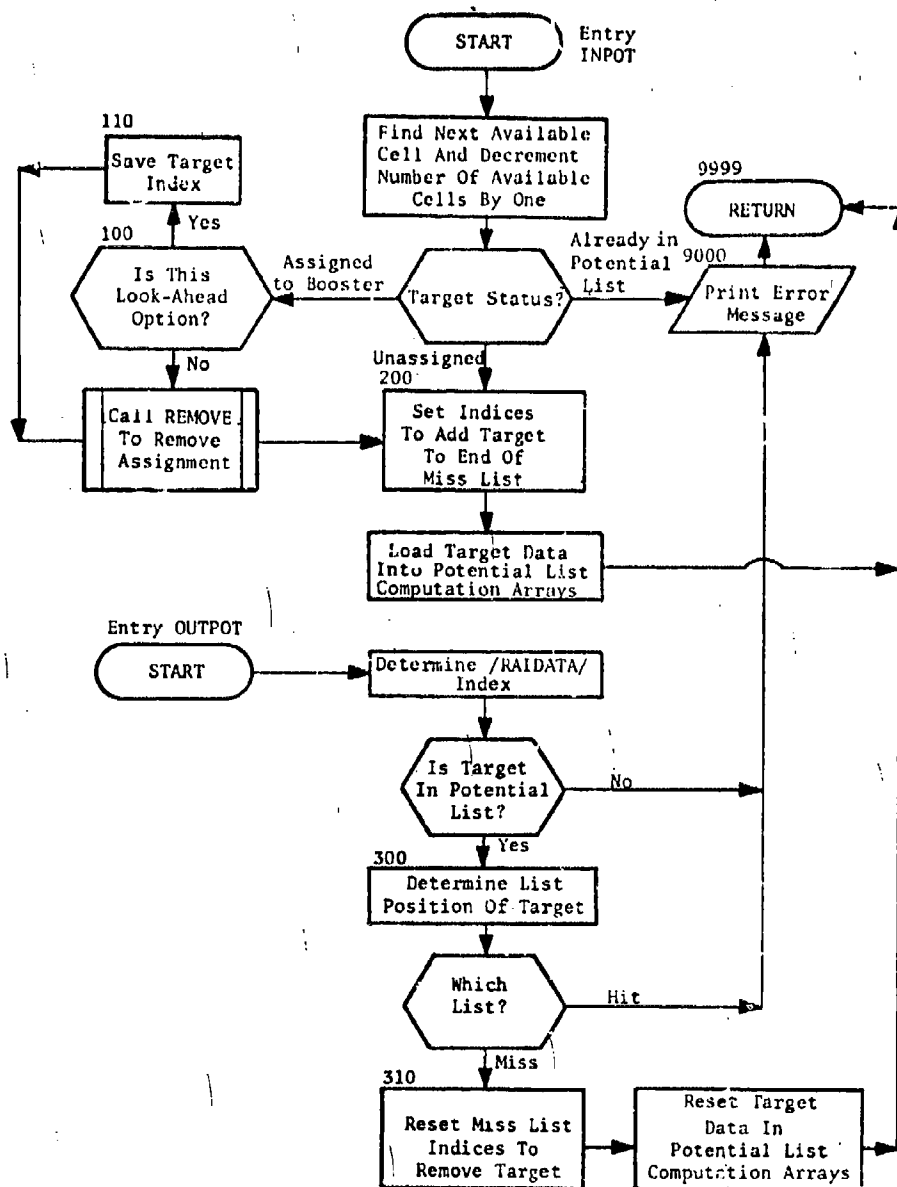 START
Entry
INPOT
Find Next Available
Cell And Decrement
Number Of Available
Cells By One
110
Save Target
Index
9999
RETURN
Yes
100
Is This
Look-Ahead
Option?
Assigned
to Booster
Target Status?
Already in
Potential
List
9000
Print Error
Message
No
Unassigned
200
Call REMOVE
To Remove
Assignment
Set Indices
To Add Target
To End Of
Miss List
Load Target Data
Into Potential List
Computation Arrays
Entry OUTPOT
START
Determine /RAIDATA/
Index
Is Target
In Potential
List?
No
Yes
300
Determine List
Position Of Target
Which
List?
Hit
Miss
310
Reset Miss List
Indices To
Remove Target
Reset Target
Data In
Potential List
Computation Arrays